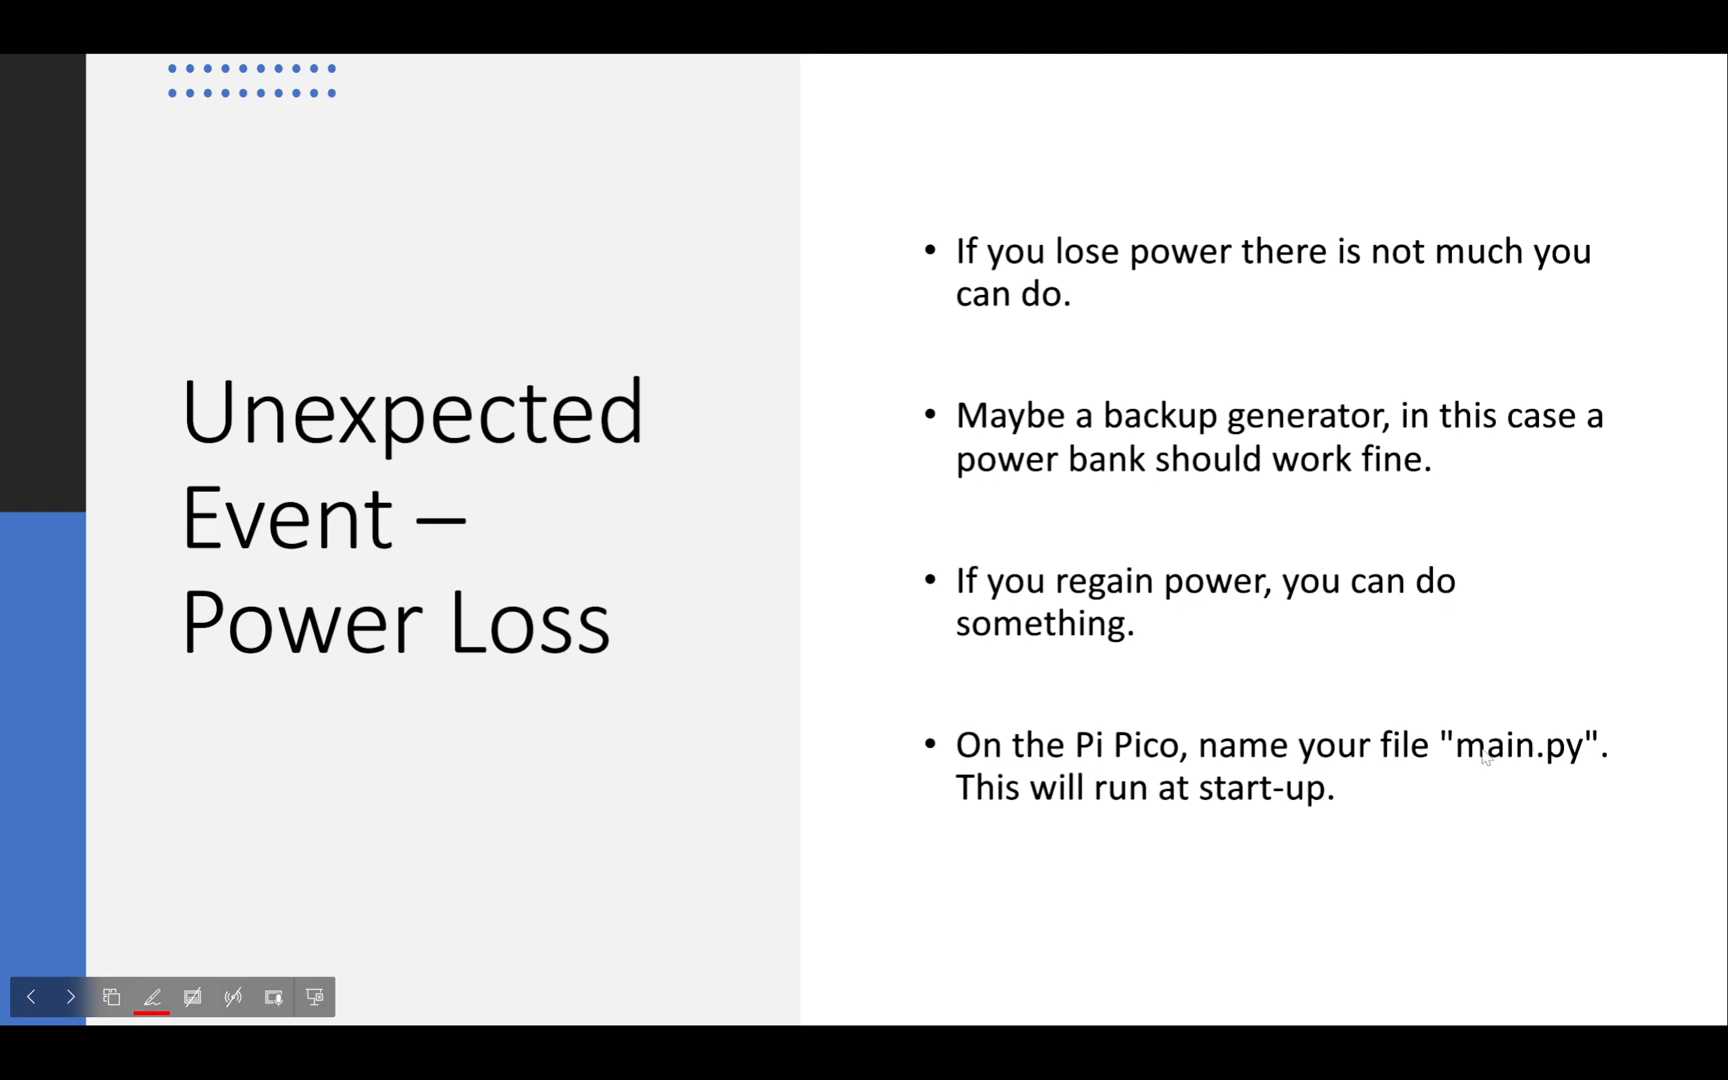 Unexpected
Event –
Power Loss
• If you lose power there is not much you
can do.
• Maybe a backup generator, in this case a
power bank should work fine.
• If you regain power, you can do
something.
• On the Pi Pico, name your file "main.py".
This will run at start-up.